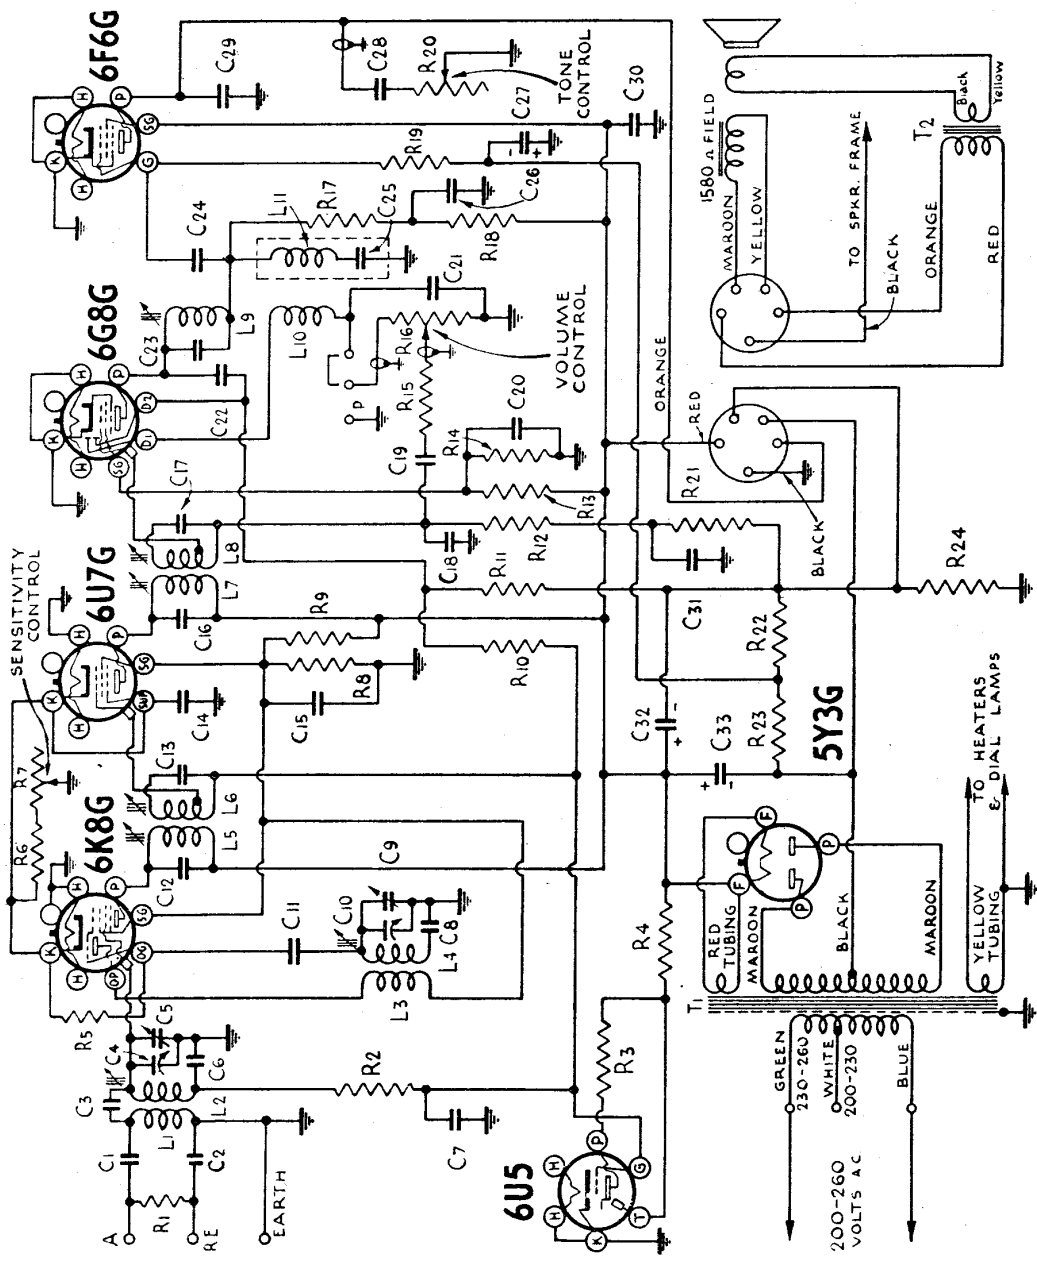 6K8G
6U7G
6G8G
6F6G
SENSITIVITY
CONTROL
A
RE
EARTH
C1
C2
R1
L1
L2
C3
C4
C5
C6
R5
R6
R7
C7
R2
C11
C10
C9
C8
L3
L4
C12
L5
L6
C13
C14
C15
R8
R9
C16
L7
L8
C17
C18
C19
R10
R11
R12
R13
R14
C20
R15
R16
C21
VOLUME
CONTROL
P
L10
C22
C23
L9
C24
L11
C25
R17
R18
C26
R19
C27
C28
R20
TONE
CONTROL
C29
C30
K
H
H
P
SG
OG
OP
K
H
H
P
SG
SUP
K
H
H
P
D2
D1
SG
K
H
H
P
SG
G
6U5
H
H
P
G
T
K
R3
R4
C32
+
-
C33
+
-
R22
R23
C31
R21
R24
5Y3G
F
F
P
P
T1
RED
TUBING
MAROON
BLACK
MAROON
YELLOW
TUBING
TO HEATERS
& DIAL LAMPS
GREEN
230-260
WHITE
200-230
BLUE
200-260
VOLTS AC
ORANGE
RED
BLACK
MAROON
YELLOW
1580 Ω FIELD
TO SPKR. FRAME
BLACK
ORANGE
RED
T2
Black
Yellow